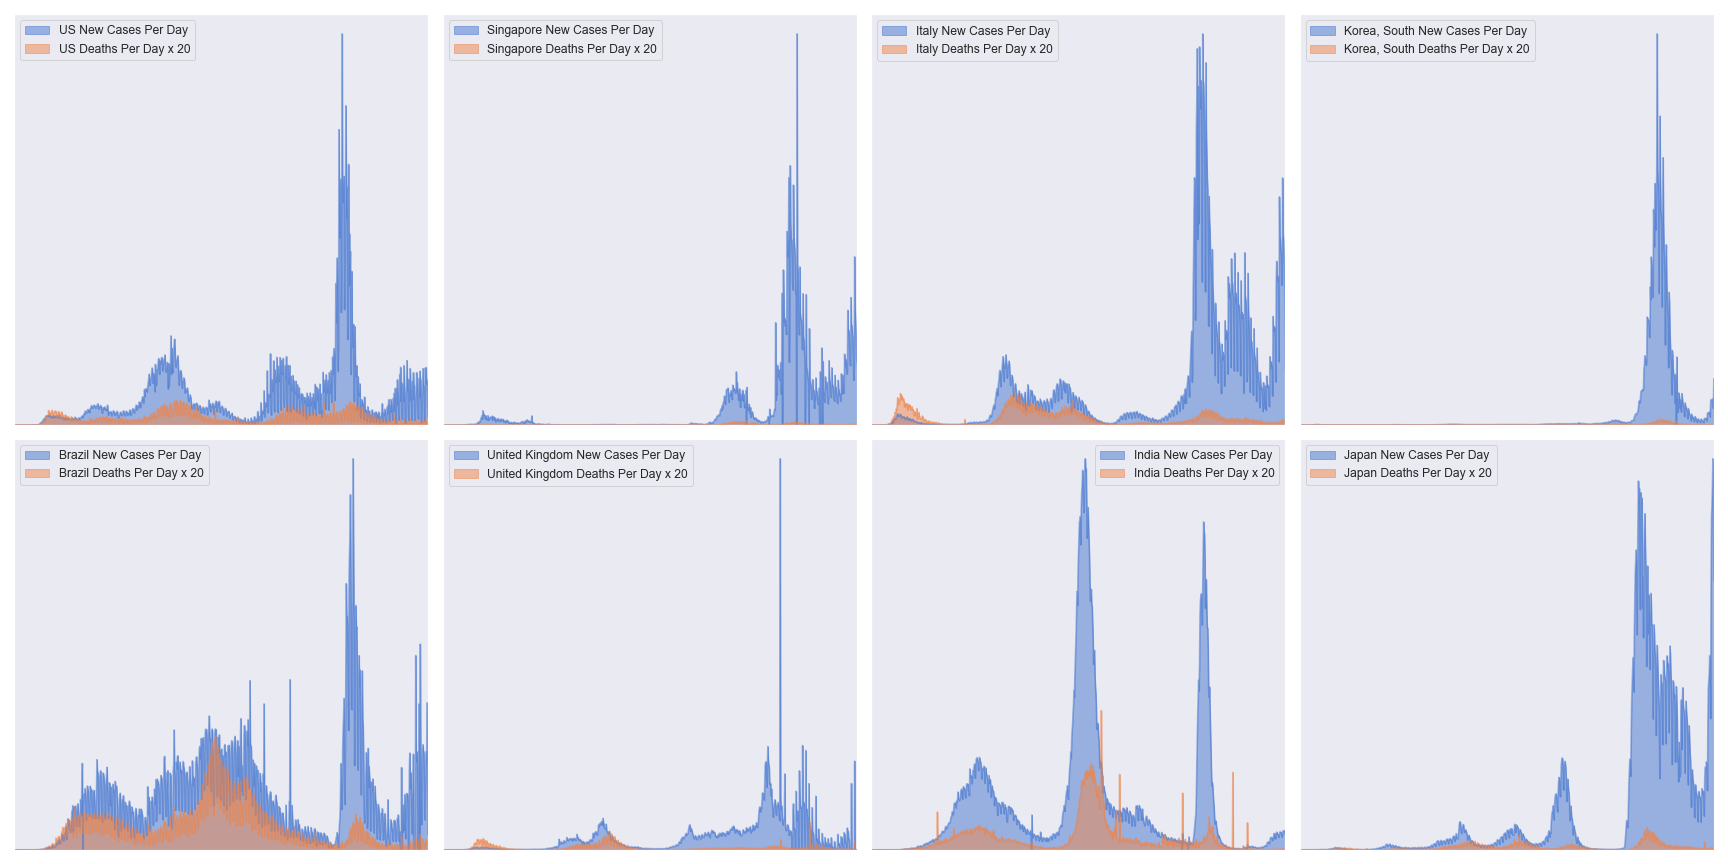 US New Cases Per Day
US Deaths Per Day x 20
Singapore New Cases Per Day
Singapore Deaths Per Day x 20
Italy New Cases Per Day
Italy Deaths Per Day x 20
Korea, South New Cases Per Day
Korea, South Deaths Per Day x 20
Brazil New Cases Per Day
Brazil Deaths Per Day x 20
United Kingdom New Cases Per Day
United Kingdom Deaths Per Day x 20
India New Cases Per Day
India Deaths Per Day x 20
Japan New Cases Per Day
Japan Deaths Per Day x 20